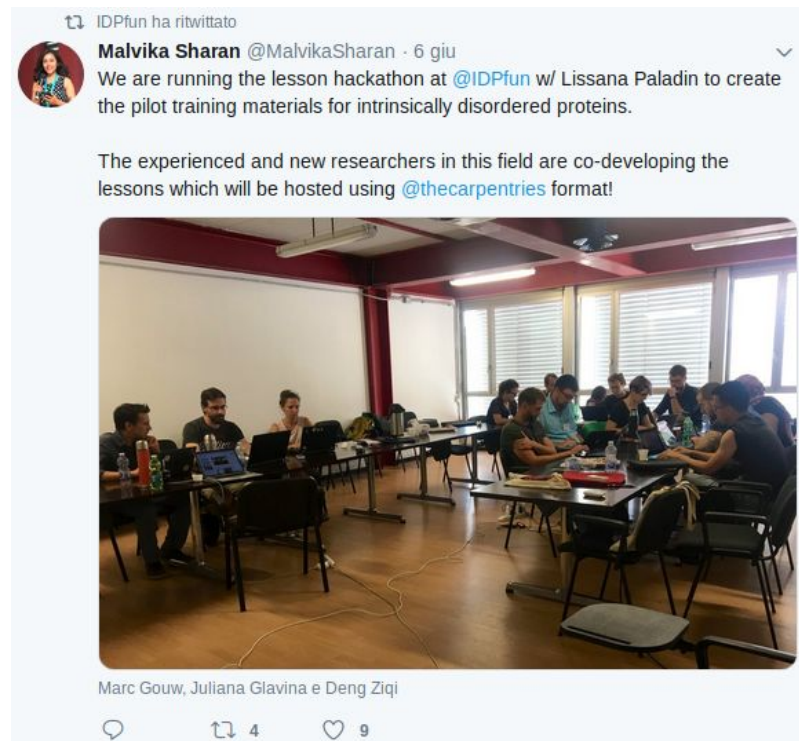 IDPfun ha ritwittato
Malvika Sharan @MalvikaSharan · 6 giu
We are running the lesson hackathon at @IDPfun w/ Lissana Paladin to create
the pilot training materials for intrinsically disordered proteins.
The experienced and new researchers in this field are co-developing the
lessons which will be hosted using @thecarpentries format!
Marc Gouw, Juliana Glavina e Deng Ziqi
4 9